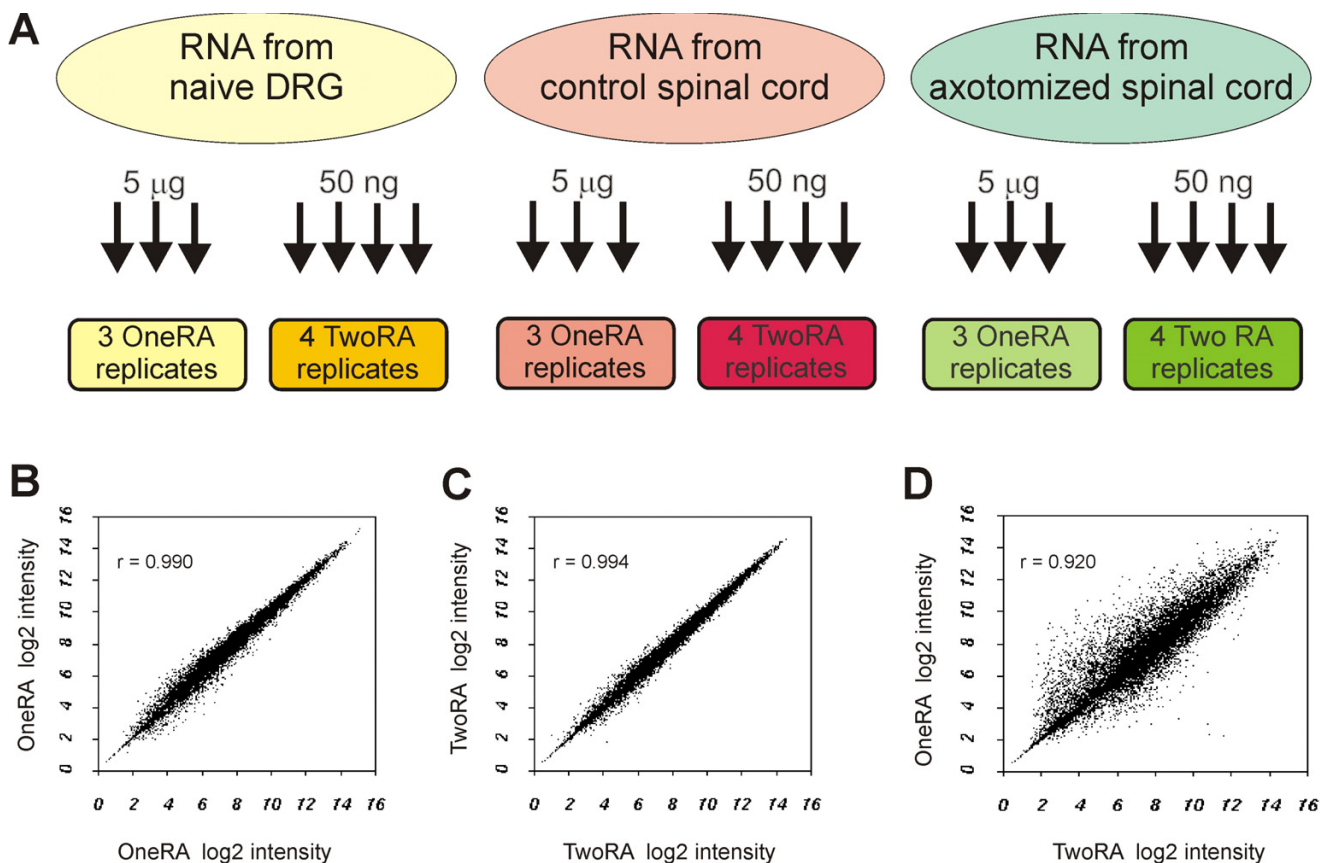 A
RNA from
naive DRG
RNA from
control spinal cord
RNA from
axotomized spinal cord
5 µg
50 ng
5 µg
50 ng
5 µg
50 ng
3 OneRA
replicates
4 TwoRA
replicates
3 OneRA
replicates
4 TwoRA
replicates
3 OneRA
replicates
4 Two RA
replicates
B
OneRA log2 intensity
0 2 4 6 8 10 12 14 16
r = 0.990
0 2 4 6 8 10 12 14 16
OneRA log2 intensity
C
TwoRA log2 intensity
0 2 4 6 8 10 12 14 16
r = 0.994
0 2 4 6 8 10 12 14 16
TwoRA log2 intensity
D
OneRA log2 intensity
0 2 4 6 8 10 12 14 16
r = 0.920
0 2 4 6 8 10 12 14 16
TwoRA log2 intensity